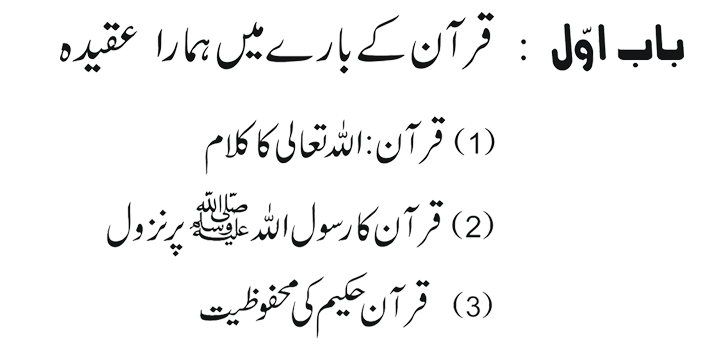 باب اوّل : قرآن کے بارے میں ہمارا عقیدہ
(1) قرآن: اللہ تعالیٰ کا کلام
(2) قرآن کا رسول اللہ ﷺ پر نزول
(3) قرآن حکیم کی محفوظیت